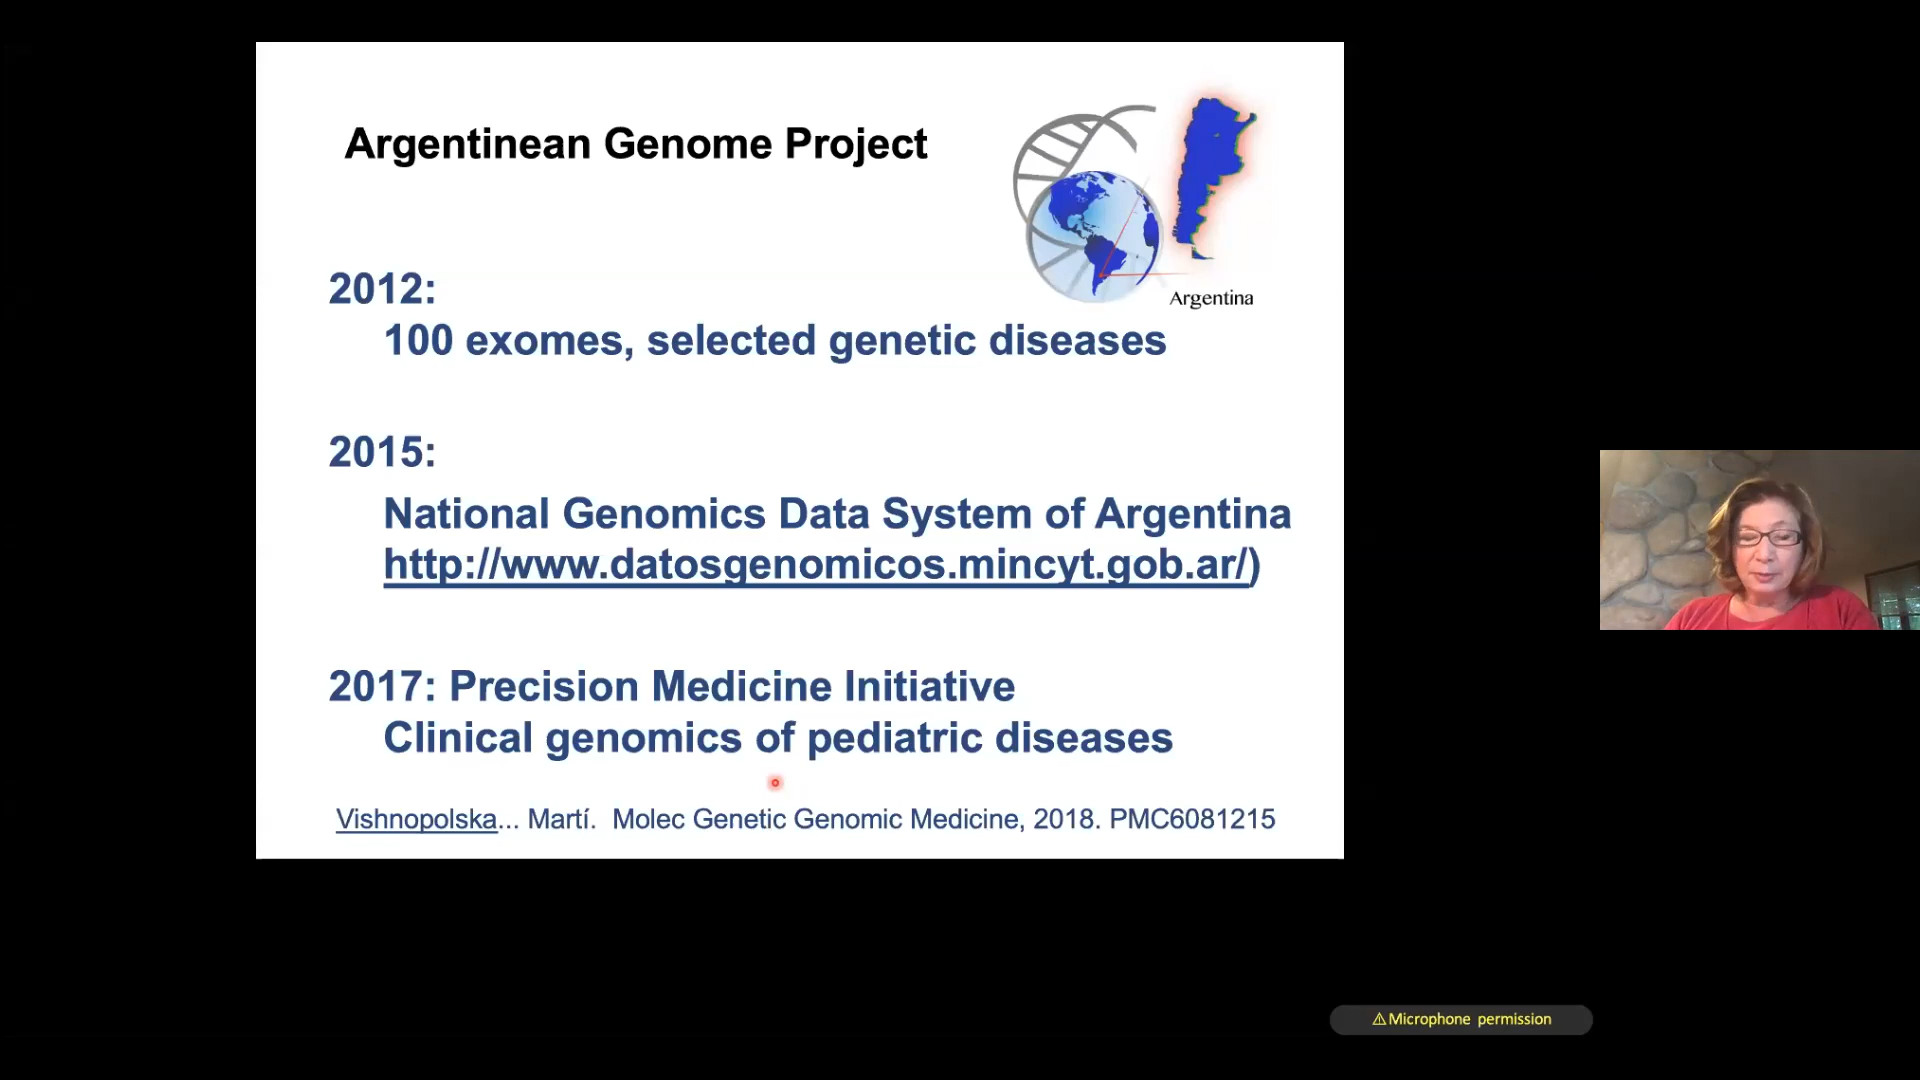 Argentinean Genome Project
Argentina
2012:
100 exomes, selected genetic diseases
2015:
National Genomics Data System of Argentina
http://www.datosgenomicos.mincyt.gob.ar/)
2017: Precision Medicine Initiative
Clinical genomics of pediatric diseases
Vishnopolska... Martí.  Molec Genetic Genomic Medicine, 2018. PMC6081215
⚠Microphone permission